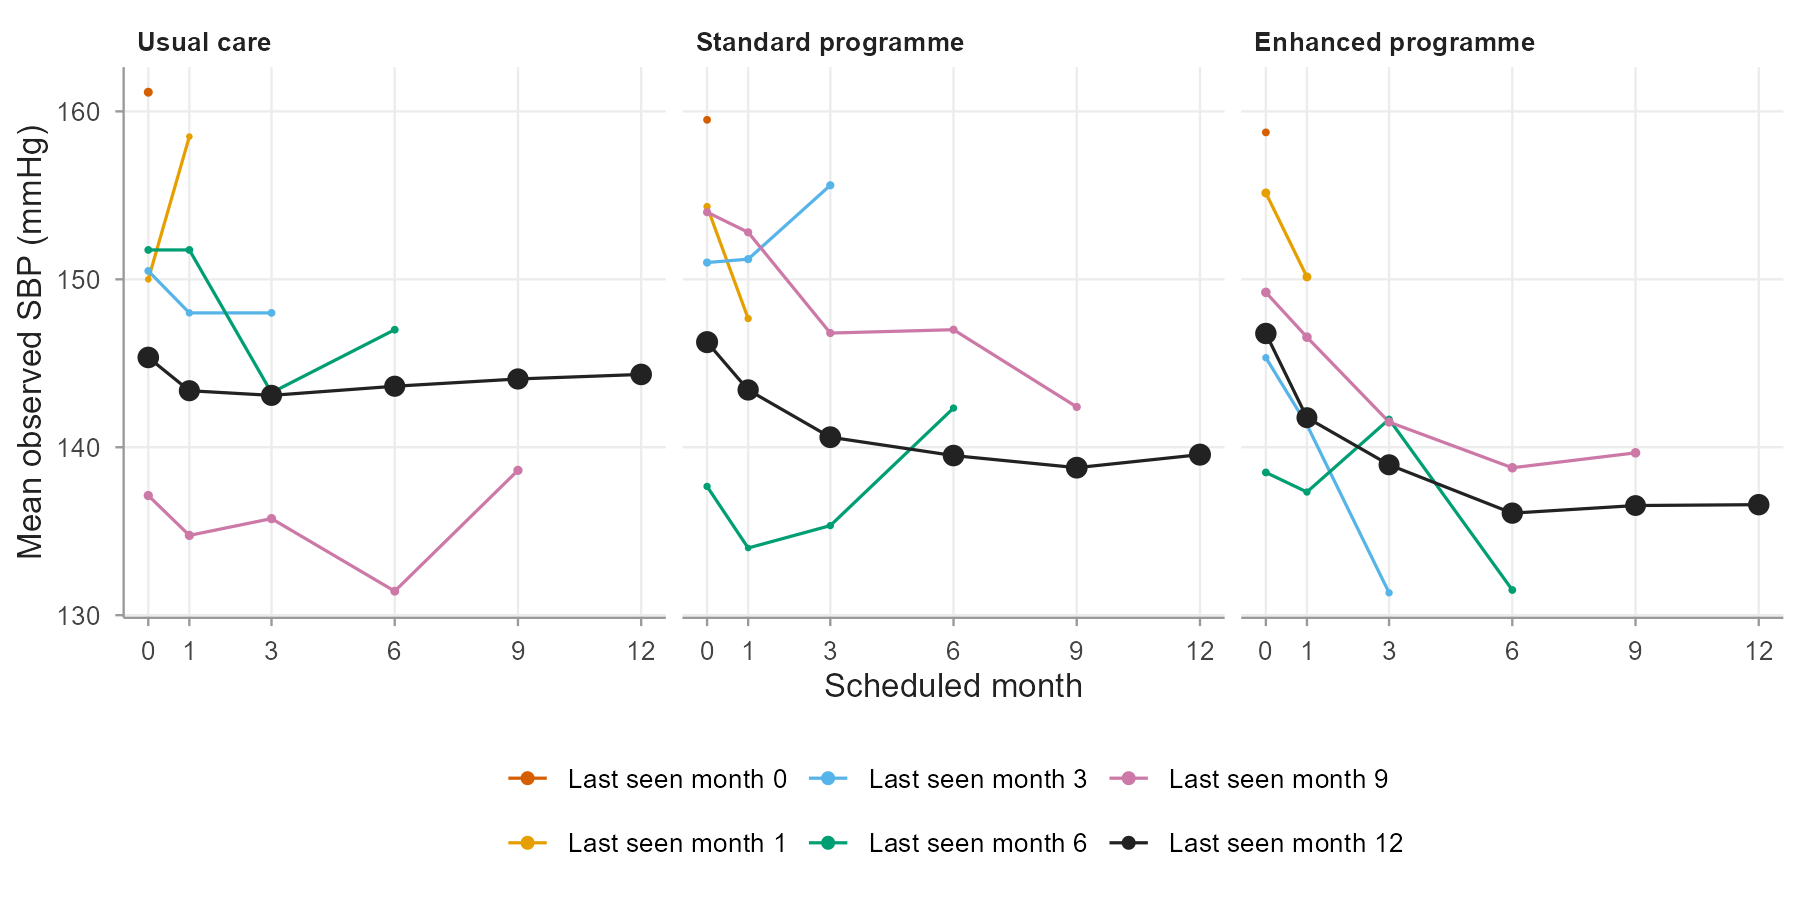 Usual care Standard programme Enhanced programme
160
150
140
130
Mean observed SBP (mmHg)
0 1 3 6 9 12 0 1 3 6 9 12 0 1 3 6 9 12
Scheduled month
Last seen month 0 Last seen month 3 Last seen month 9
Last seen month 1 Last seen month 6 Last seen month 12